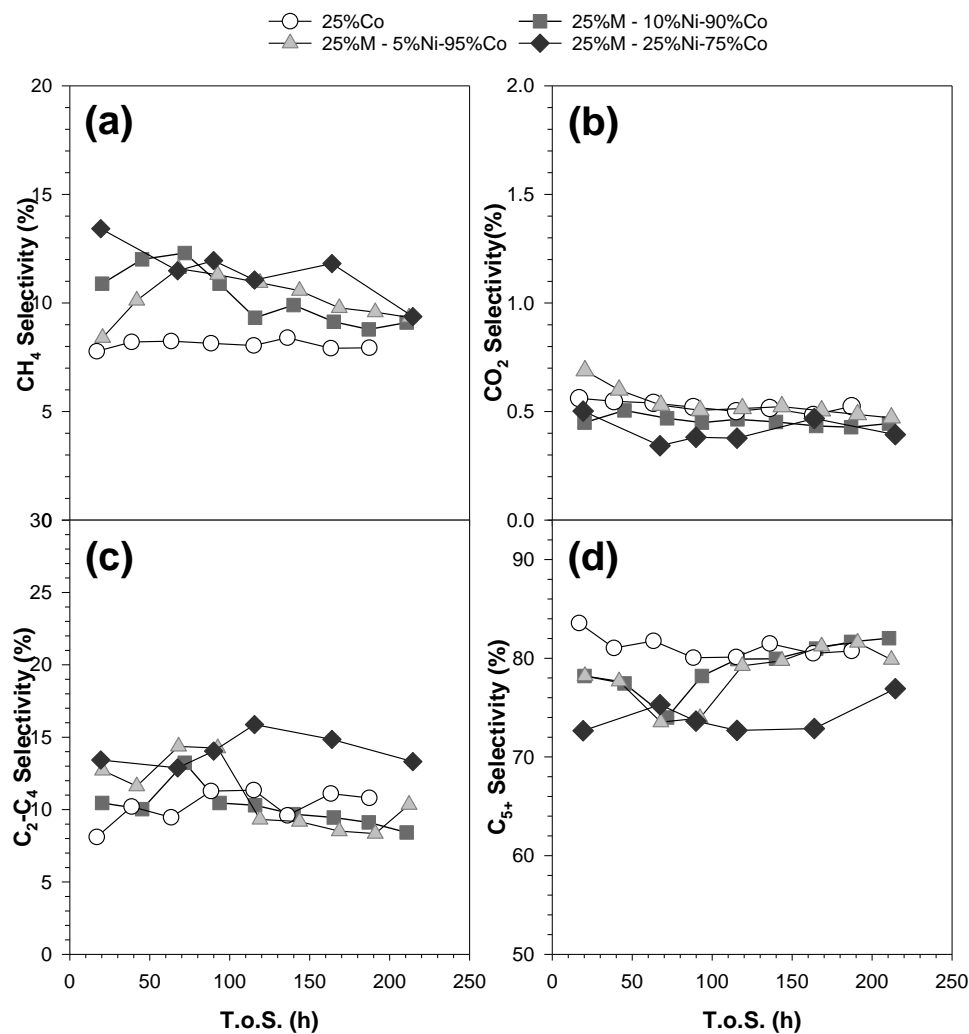 25%Co
25%M - 10%Ni-90%Co
25%M - 5%Ni-95%Co
25%M - 25%Ni-75%Co
(a)
CH4 Selectivity (%)
20
15
10
5
0
(b)
CO2 Selectivity(%)
2.0
1.5
1.0
0.5
0.0
(c)
C2-C4 Selectivity (%)
30
25
20
15
10
5
0
0 50 100 150 200 250
T.o.S. (h)
(d)
C5+ Selectivity (%)
90
80
70
60
50
0 50 100 150 200 250
T.o.S. (h)